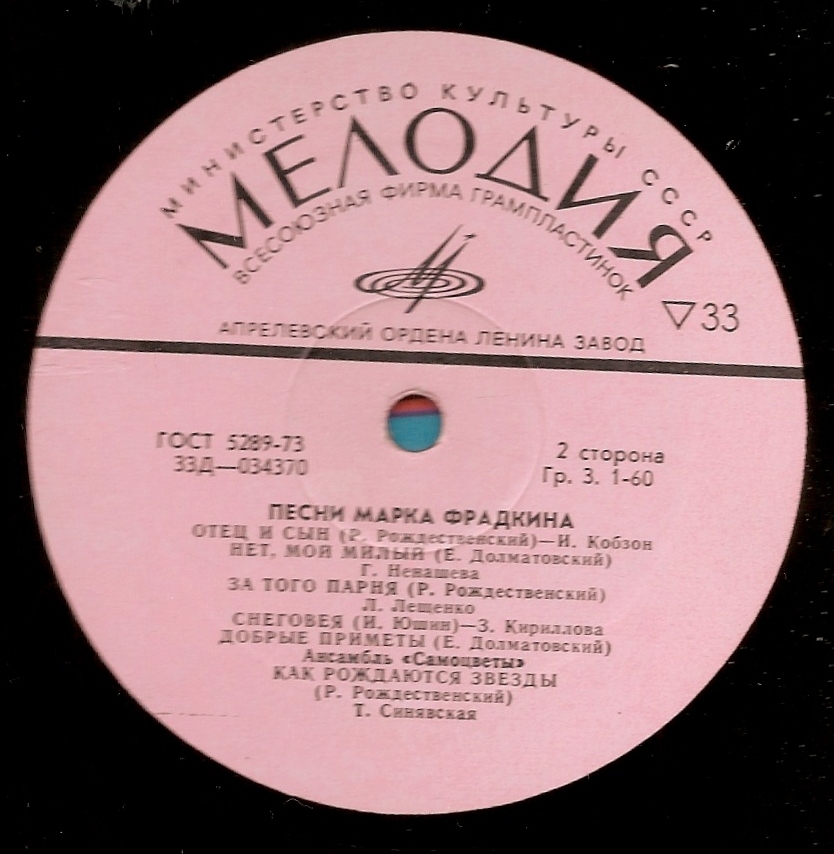 МИНИСТЕРСТВО КУЛЬТУРЫ СССР
МЕЛОДИЯ
ВСЕСОЮЗНАЯ ФИРМА ГРАМПЛАСТИНОК
▽33
АПРЕЛЕВСКИЙ ОРДЕНА ЛЕНИНА ЗАВОД
ГОСТ 5289-73
33Д—034370
2 сторона
Гр. 3. 1-60
ПЕСНИ МАРКА ФРАДКИНА
ОТЕЦ И СЫН (Р. Рождественский)—И. Кобзон
НЕТ, МОЙ МИЛЫЙ (Е. Долматовский)
Г. Ненашева
ЗА ТОГО ПАРНЯ (Р. Рождественский)
Л. Лещенко
СНЕГОВЕЯ (И. Юшин)—З. Кириллова
ДОБРЫЕ ПРИМЕТЫ (Е. Долматовский)
Ансамбль «Самоцветы»
КАК РОЖДАЮТСЯ ЗВЕЗДЫ
(Р. Рождественский)
Т. Синявская